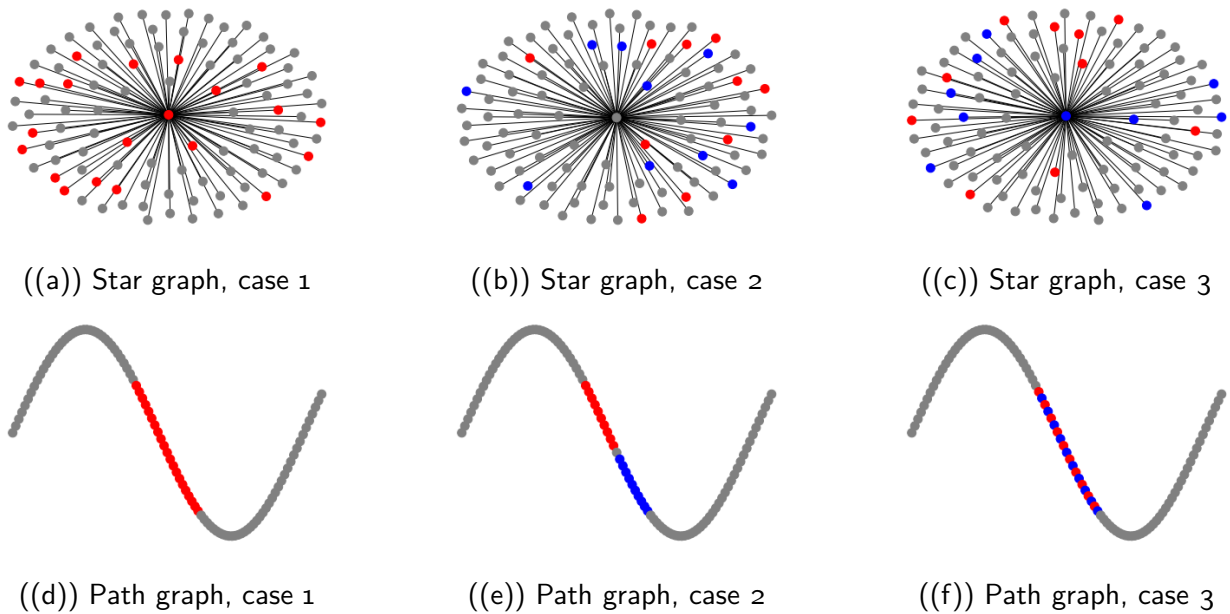 ((a)) Star graph, case 1
((b)) Star graph, case 2
((c)) Star graph, case 3
((d)) Path graph, case 1
((e)) Path graph, case 2
((f)) Path graph, case 3